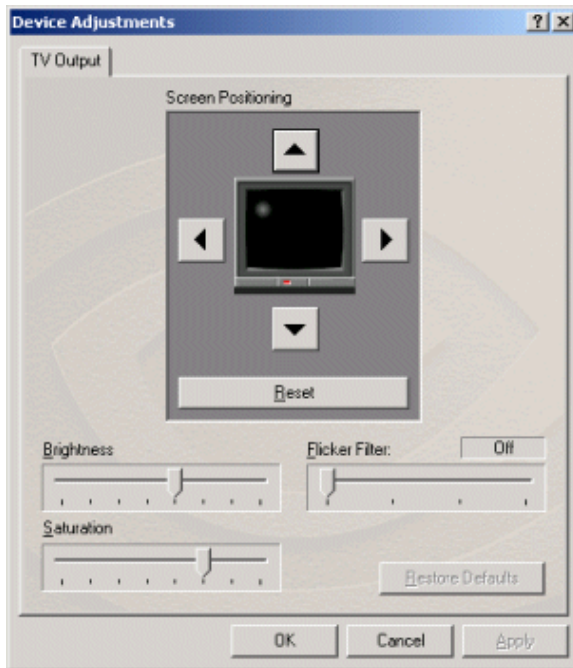 Device Adjustments
TV Output
Screen Positioning
Reset
Brightness
Flicker Filter: Off
Saturation
Restore Defaults
OK Cancel Apply